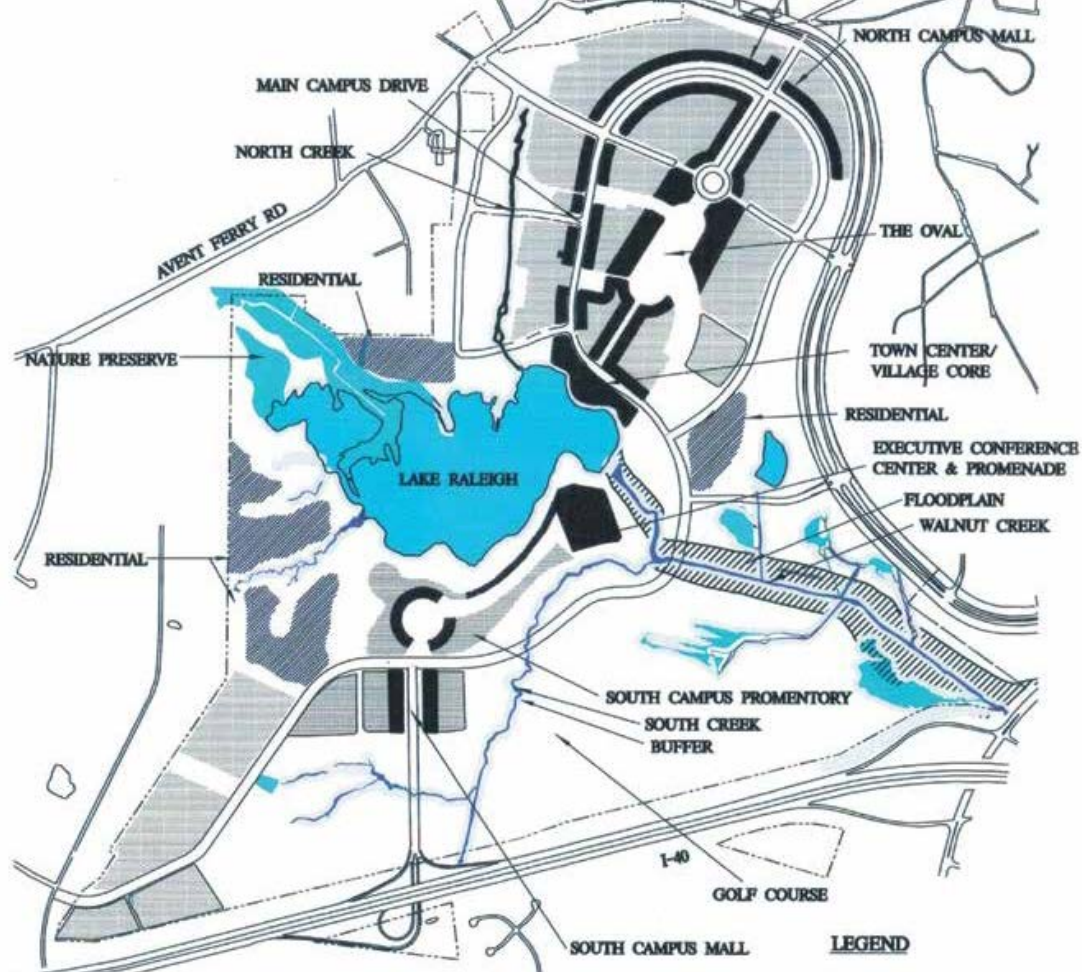 NORTH CAMPUS MALL
MAIN CAMPUS DRIVE
NORTH CREEK
AVENT FERRY RD
THE OVAL
RESIDENTIAL
NATURE PRESERVE
TOWN CENTER/
VILLAGE CORE
RESIDENTIAL
EXECUTIVE CONFERENCE
CENTER & PROMENADE
LAKE RALEIGH
FLOODPLAIN
WALNUT CREEK
RESIDENTIAL
SOUTH CAMPUS PROMENTORY
SOUTH CREEK
BUFFER
I-40
GOLF COURSE
SOUTH CAMPUS MALL
LEGEND